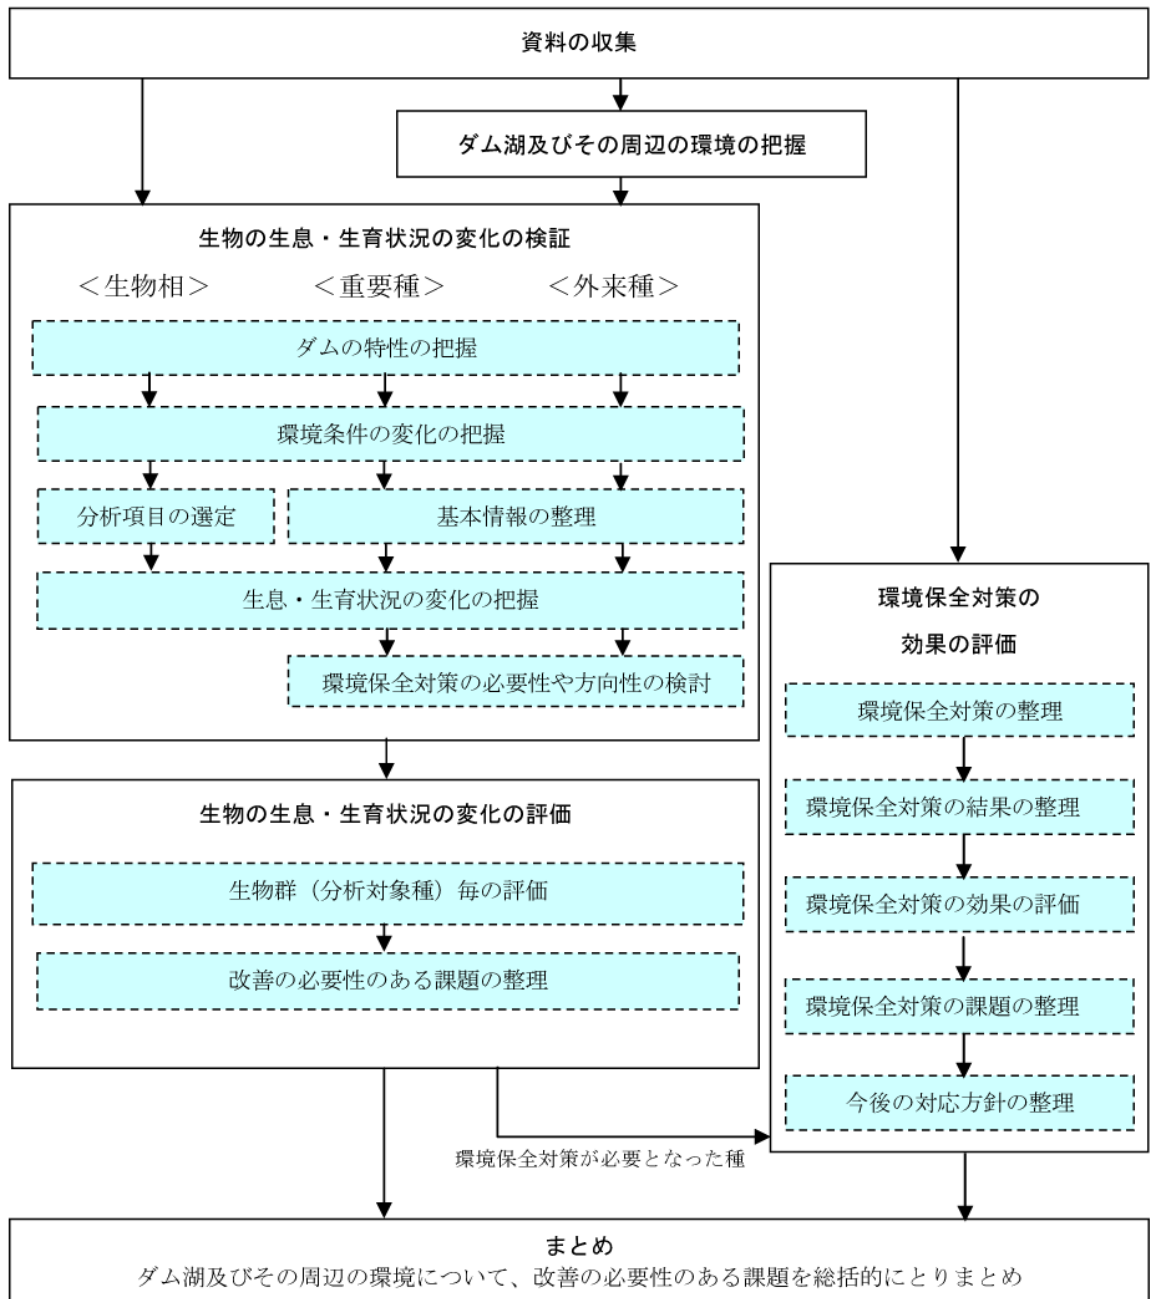 資料の収集
ダム湖及びその周辺の環境の把握
生物の生息・生育状況の変化の検証
＜生物相＞ ＜重要種＞ ＜外来種＞
ダムの特性の把握
環境条件の変化の把握
分析項目の選定 基本情報の整理
生息・生育状況の変化の把握
環境保全対策の必要性や方向性の検討
生物の生息・生育状況の変化の評価
生物群（分析対象種）毎の評価
改善の必要性のある課題の整理
環境保全対策の
効果の評価
環境保全対策の整理
環境保全対策の結果の整理
環境保全対策の効果の評価
環境保全対策の課題の整理
今後の対応方針の整理
環境保全対策が必要となった種
まとめ
ダム湖及びその周辺の環境について、改善の必要性のある課題を総括的にとりまとめ